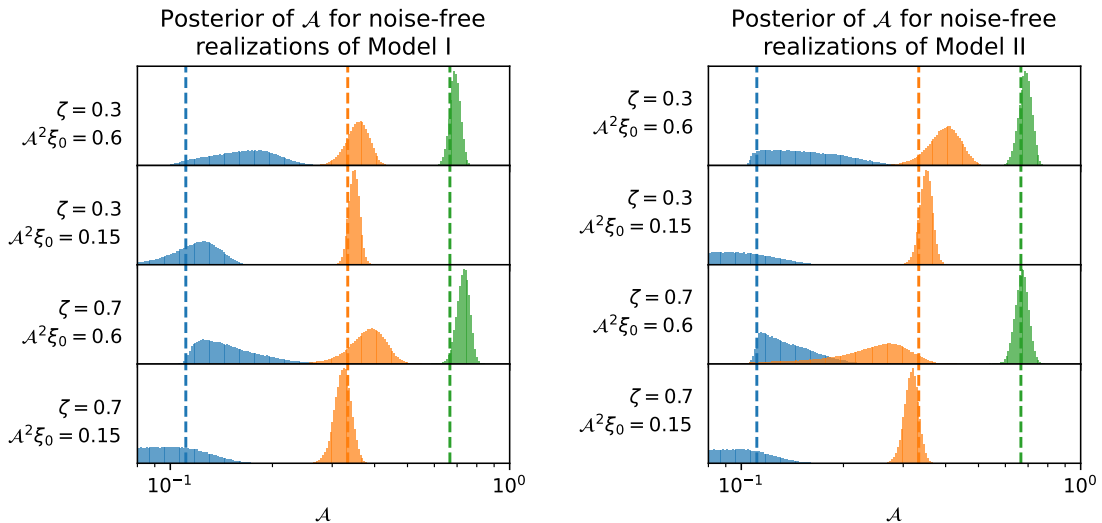 Posterior of 𝒜 for noise-free
realizations of Model I
ζ = 0.3
𝒜²ξ₀ = 0.6
ζ = 0.3
𝒜²ξ₀ = 0.15
ζ = 0.7
𝒜²ξ₀ = 0.6
ζ = 0.7
𝒜²ξ₀ = 0.15
10⁻¹ 10⁰
𝒜
Posterior of 𝒜 for noise-free
realizations of Model II
ζ = 0.3
𝒜²ξ₀ = 0.6
ζ = 0.3
𝒜²ξ₀ = 0.15
ζ = 0.7
𝒜²ξ₀ = 0.6
ζ = 0.7
𝒜²ξ₀ = 0.15
10⁻¹ 10⁰
𝒜